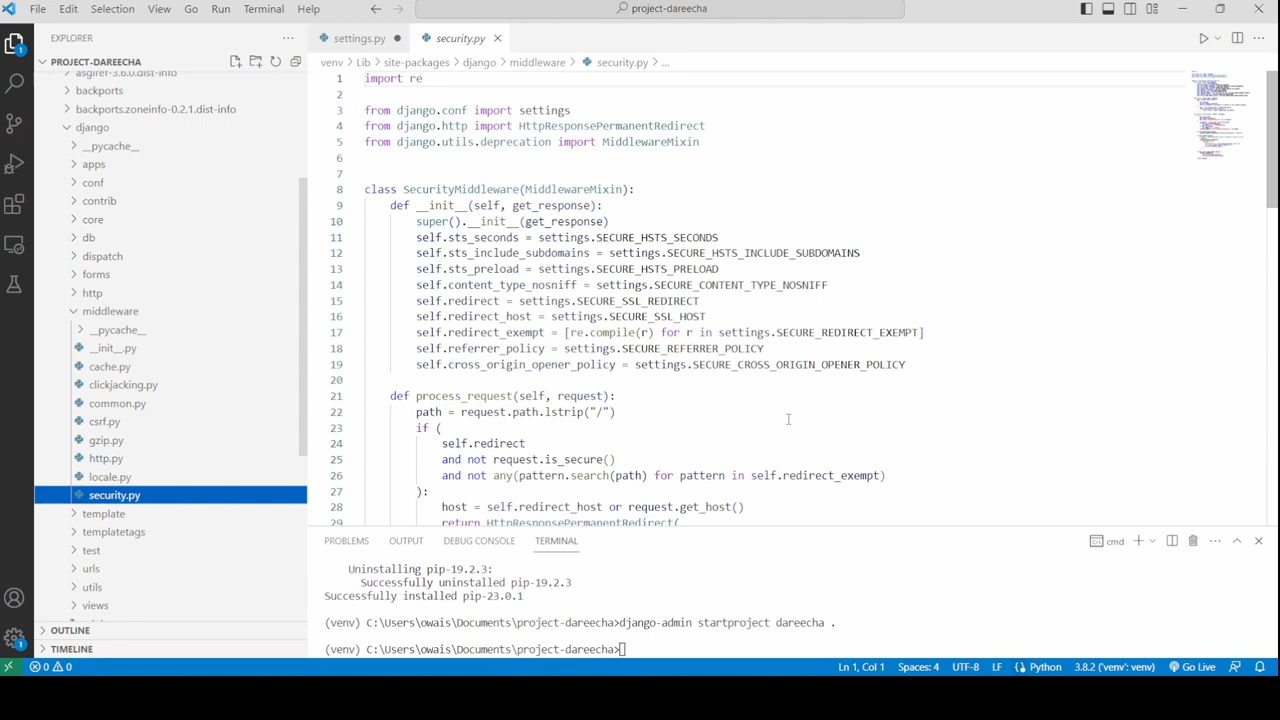 File Edit Selection View Go Run Terminal Help
project-dareecha
EXPLORER
PROJECT-DAREECHA
asgiref-3.6.0.dist-info
backports
backports.zoneinfo-0.2.1.dist-info
django
__pycache__
apps
conf
contrib
core
db
dispatch
forms
http
middleware
__pycache__
__init__.py
cache.py
clickjacking.py
common.py
csrf.py
gzip.py
http.py
locale.py
security.py
template
templatetags
test
urls
utils
views
OUTLINE
TIMELINE
settings.py
security.py
venv > Lib > site-packages > django > middleware > security.py > ...
1 import re
2
3 from django.conf import settings
4 from django.http import HttpResponsePermanentRedirect
5 from django.utils.deprecation import MiddlewareMixin
6
7
8 class SecurityMiddleware(MiddlewareMixin):
9 def __init__(self, get_response):
10 super().__init__(get_response)
11 self.sts_seconds = settings.SECURE_HSTS_SECONDS
12 self.sts_include_subdomains = settings.SECURE_HSTS_INCLUDE_SUBDOMAINS
13 self.sts_preload = settings.SECURE_HSTS_PRELOAD
14 self.content_type_nosniff = settings.SECURE_CONTENT_TYPE_NOSNIFF
15 self.redirect = settings.SECURE_SSL_REDIRECT
16 self.redirect_host = settings.SECURE_SSL_HOST
17 self.redirect_exempt = [re.compile(r) for r in settings.SECURE_REDIRECT_EXEMPT]
18 self.referrer_policy = settings.SECURE_REFERRER_POLICY
19 self.cross_origin_opener_policy = settings.SECURE_CROSS_ORIGIN_OPENER_POLICY
20
21 def process_request(self, request):
22 path = request.path.lstrip("/")
23 if (
24 self.redirect
25 and not request.is_secure()
26 and not any(pattern.search(path) for pattern in self.redirect_exempt)
27 ):
28 host = self.redirect_host or request.get_host()
29 return HttpResponsePermanentRedirect(
PROBLEMS OUTPUT DEBUG CONSOLE TERMINAL
cmd
Uninstalling pip-19.2.3:
Successfully uninstalled pip-19.2.3
Successfully installed pip-23.0.1
(venv) C:\Users\owais\Documents\project-dareecha>django-admin startproject dareecha .
(venv) C:\Users\owais\Documents\project-dareecha>
0 0
Ln 1, Col 1 Spaces: 4 UTF-8 LF Python 3.8.2 ('venv': venv) Go Live